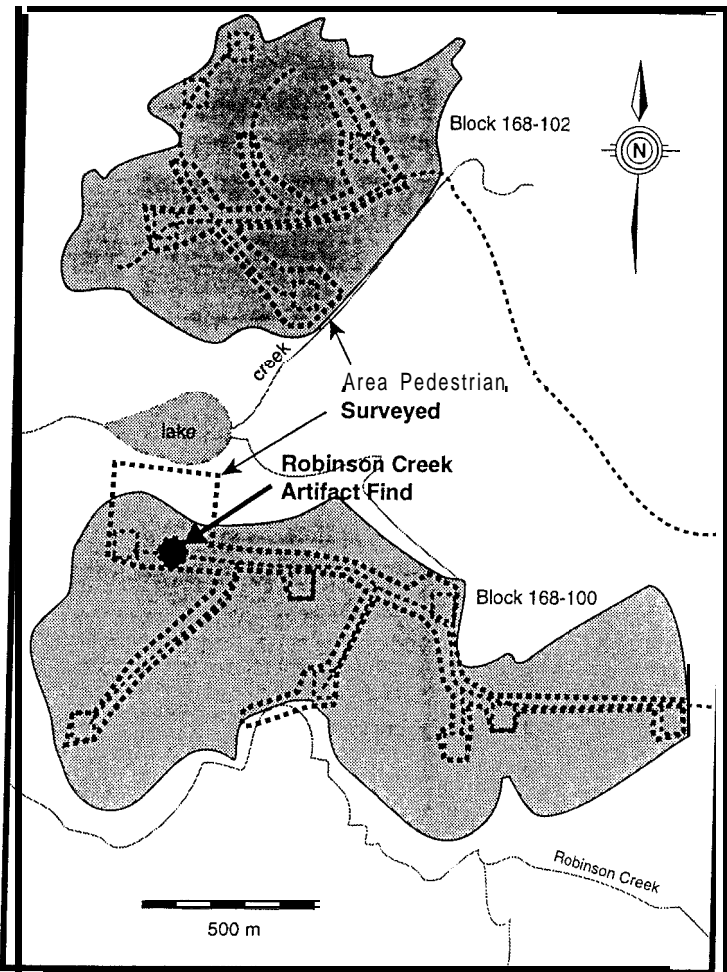 Block 168-102
N
creek
Area Pedestrian
Surveyed
lake
Robinson Creek
Artifact Find
Block 168-100
Robinson Creek
500 m